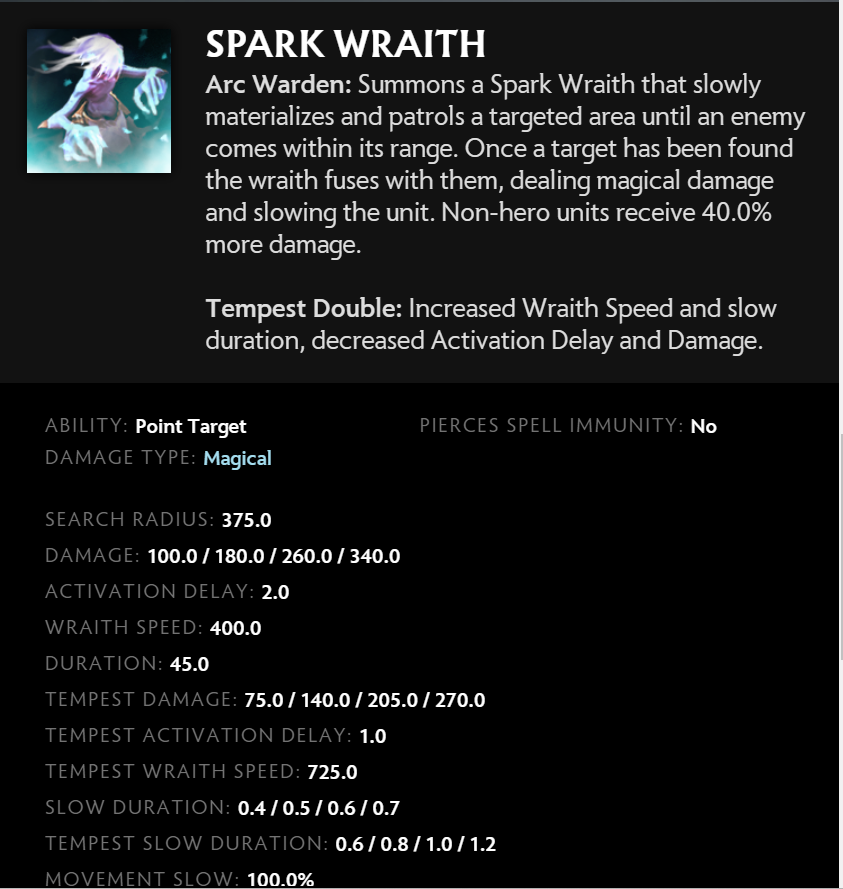 SPARK WRAITH
Arc Warden: Summons a Spark Wraith that slowly
materializes and patrols a targeted area until an enemy
comes within its range. Once a target has been found
the wraith fuses with them, dealing magical damage
and slowing the unit. Non-hero units receive 40.0%
more damage.
Tempest Double: Increased Wraith Speed and slow
duration, decreased Activation Delay and Damage.
ABILITY: Point Target
PIERCES SPELL IMMUNITY: No
DAMAGE TYPE: Magical
SEARCH RADIUS: 375.0
DAMAGE: 100.0 / 180.0 / 260.0 / 340.0
ACTIVATION DELAY: 2.0
WRAITH SPEED: 400.0
DURATION: 45.0
TEMPEST DAMAGE: 75.0 / 140.0 / 205.0 / 270.0
TEMPEST ACTIVATION DELAY: 1.0
TEMPEST WRAITH SPEED: 725.0
SLOW DURATION: 0.4 / 0.5 / 0.6 / 0.7
TEMPEST SLOW DURATION: 0.6 / 0.8 / 1.0 / 1.2
MOVEMENT SLOW: 100.0%